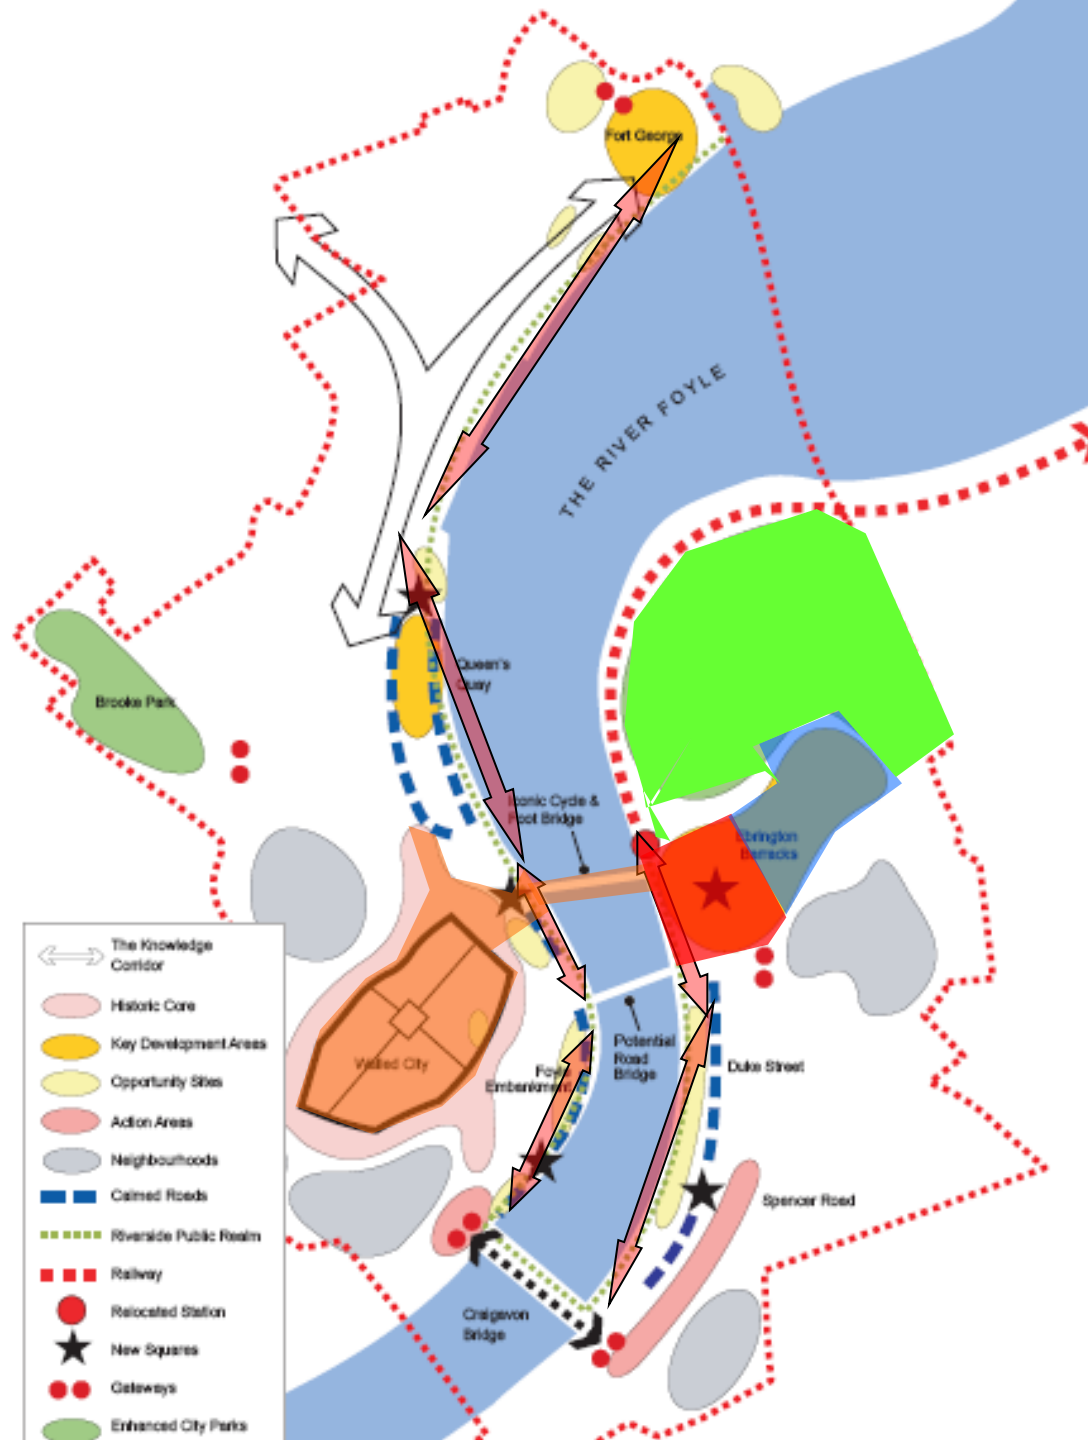 Fort George
THE RIVER FOYLE
Brooke Park
Queen's
Quay
Iconic Cycle &
Foot Bridge
Ebrington
Barracks
Walled City
Foyle
Embankment
Potential
Road
Bridge
Duke Street
Spencer Road
Craigavon
Bridge
The Knowledge
Corridor
Historic Core
Key Development Areas
Opportunity Sites
Action Areas
Neighbourhoods
Calmed Roads
Riverside Public Realm
Railway
Relocated Station
New Squares
Gateways
Enhanced City Parks